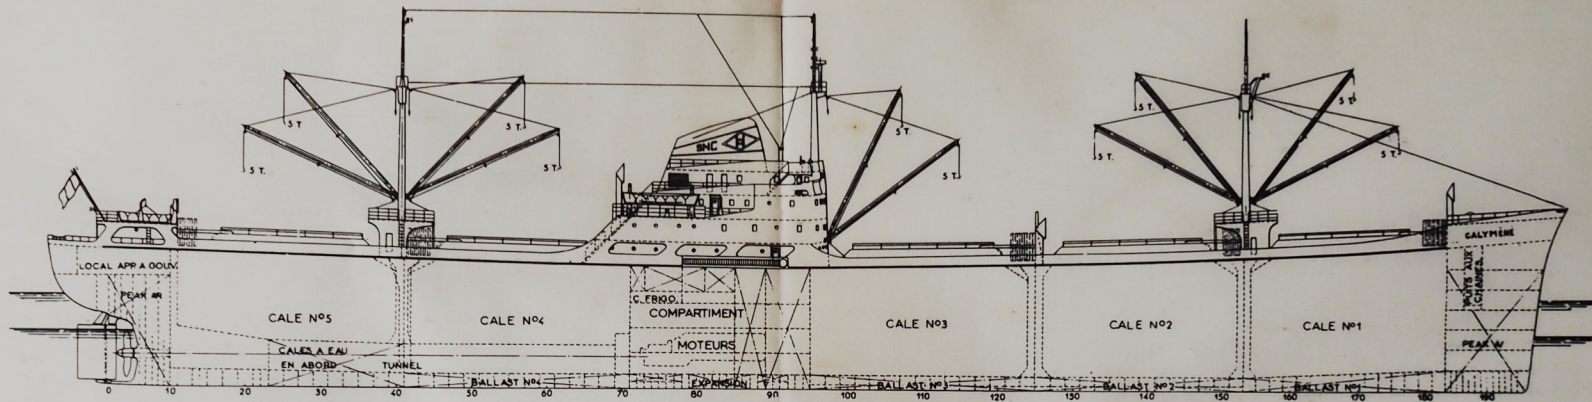 S T
S T.
S T.
S T.
SNC
S T.
S T.
S T.
S T.
S T.
S T.
GALYMENE
LOCAL APR A GOUV.
PUITS AUX
CHAINES
PEAK AR
C. FRIGO.
COMPARTIMENT
MOTEURS
CALE Nº5
CALE Nº4
CALE Nº3
CALE Nº2
CALE Nº1
PEAK AV
CALES A EAU
EN ABORD
TUNNEL
BALLAST Nº4
EXPANSION
BALLAST Nº3
BALLAST Nº2
BALLAST Nº1
0 10 20 30 40 50 60 70 80 90 100 110 120 130 140 150 160 170 180 190